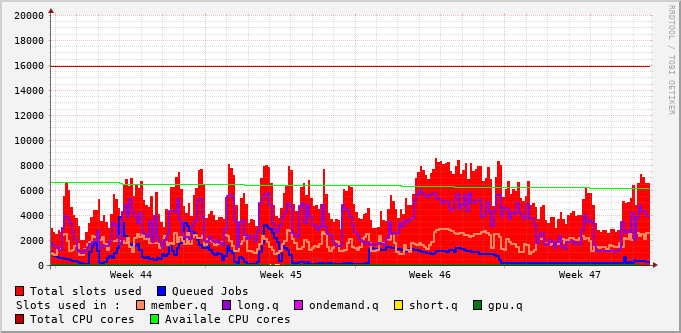 RRDTOOL / TOBI OETIKER
20000
18000
16000
14000
12000
10000
8000
6000
4000
2000
0
Week 44 Week 45 Week 46 Week 47
Total slots used Queued Jobs
Slots used in : member.q long.q ondemand.q short.q gpu.q
Total CPU cores Availale CPU cores